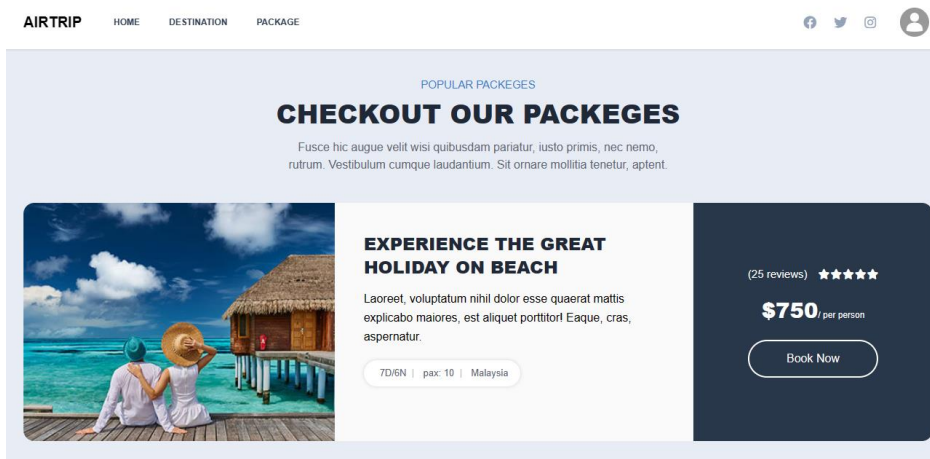 AIRTRIP HOME DESTINATION PACKAGE
POPULAR PACKEGES
CHECKOUT OUR PACKEGES
Fusce hic augue velit wisi quibusdam pariatur, iusto primis, nec nemo,
rutrum. Vestibulum cumque laudantium. Sit ornare mollitia tenetur, aptent.
EXPERIENCE THE GREAT
HOLIDAY ON BEACH
Laoreet, voluptatum nihil dolor esse quaerat mattis
explicabo maiores, est aliquet porttitor! Eaque, cras,
aspernatur.
7D/6N | pax: 10 | Malaysia
(25 reviews)
$750/ per person
Book Now